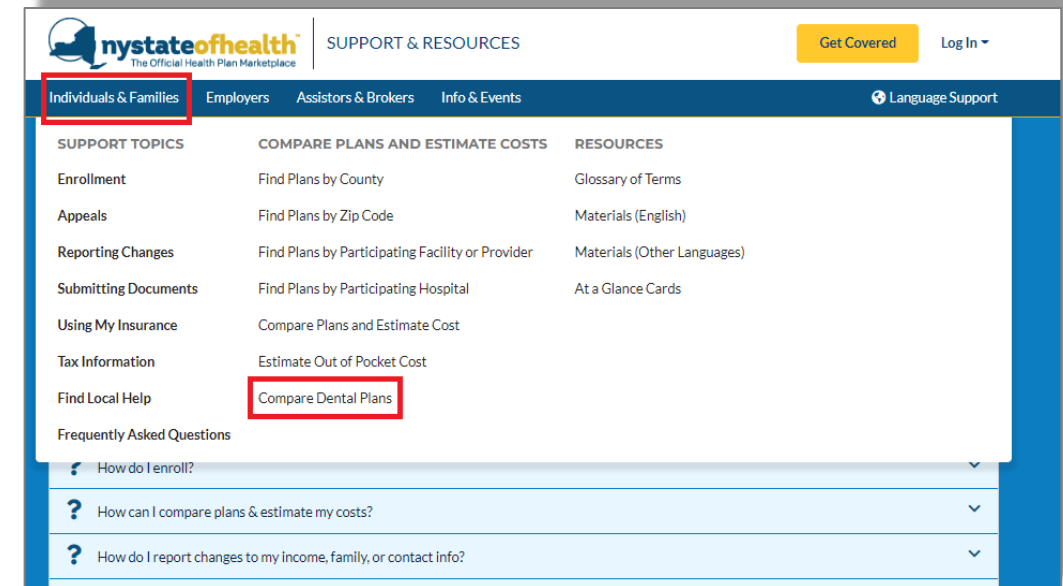 nystateofhealth™
The Official Health Plan Marketplace
SUPPORT & RESOURCES
Get Covered
Log In
Individuals & Families
Employers
Assistors & Brokers
Info & Events
Language Support
SUPPORT TOPICS
Enrollment
Appeals
Reporting Changes
Submitting Documents
Using My Insurance
Tax Information
Find Local Help
Frequently Asked Questions
COMPARE PLANS AND ESTIMATE COSTS
Find Plans by County
Find Plans by Zip Code
Find Plans by Participating Facility or Provider
Find Plans by Participating Hospital
Compare Plans and Estimate Cost
Estimate Out of Pocket Cost
Compare Dental Plans
RESOURCES
Glossary of Terms
Materials (English)
Materials (Other Languages)
At a Glance Cards
? How do I enroll?
? How can I compare plans & estimate my costs?
? How do I report changes to my income, family, or contact info?